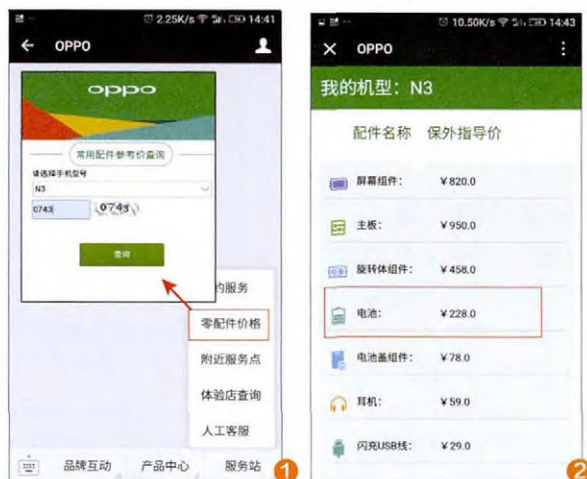 2.25K/s 14:41
OPPO
oppo
常用配件参考价查询
请选择手机型号
N3
0743 0743
查询
约服务
零配件价格
附近服务点
体验店查询
人工客服
品牌互动 产品中心 服务站
1
10.50K/s 14:43
OPPO
我的机型：N3
配件名称 保外指导价
屏幕组件： ￥820.0
主板： ￥950.0
旋转体组件： ￥458.0
电池： ￥228.0
电池盖组件： ￥78.0
耳机： ￥59.0
闪充USB线： ￥29.0
2